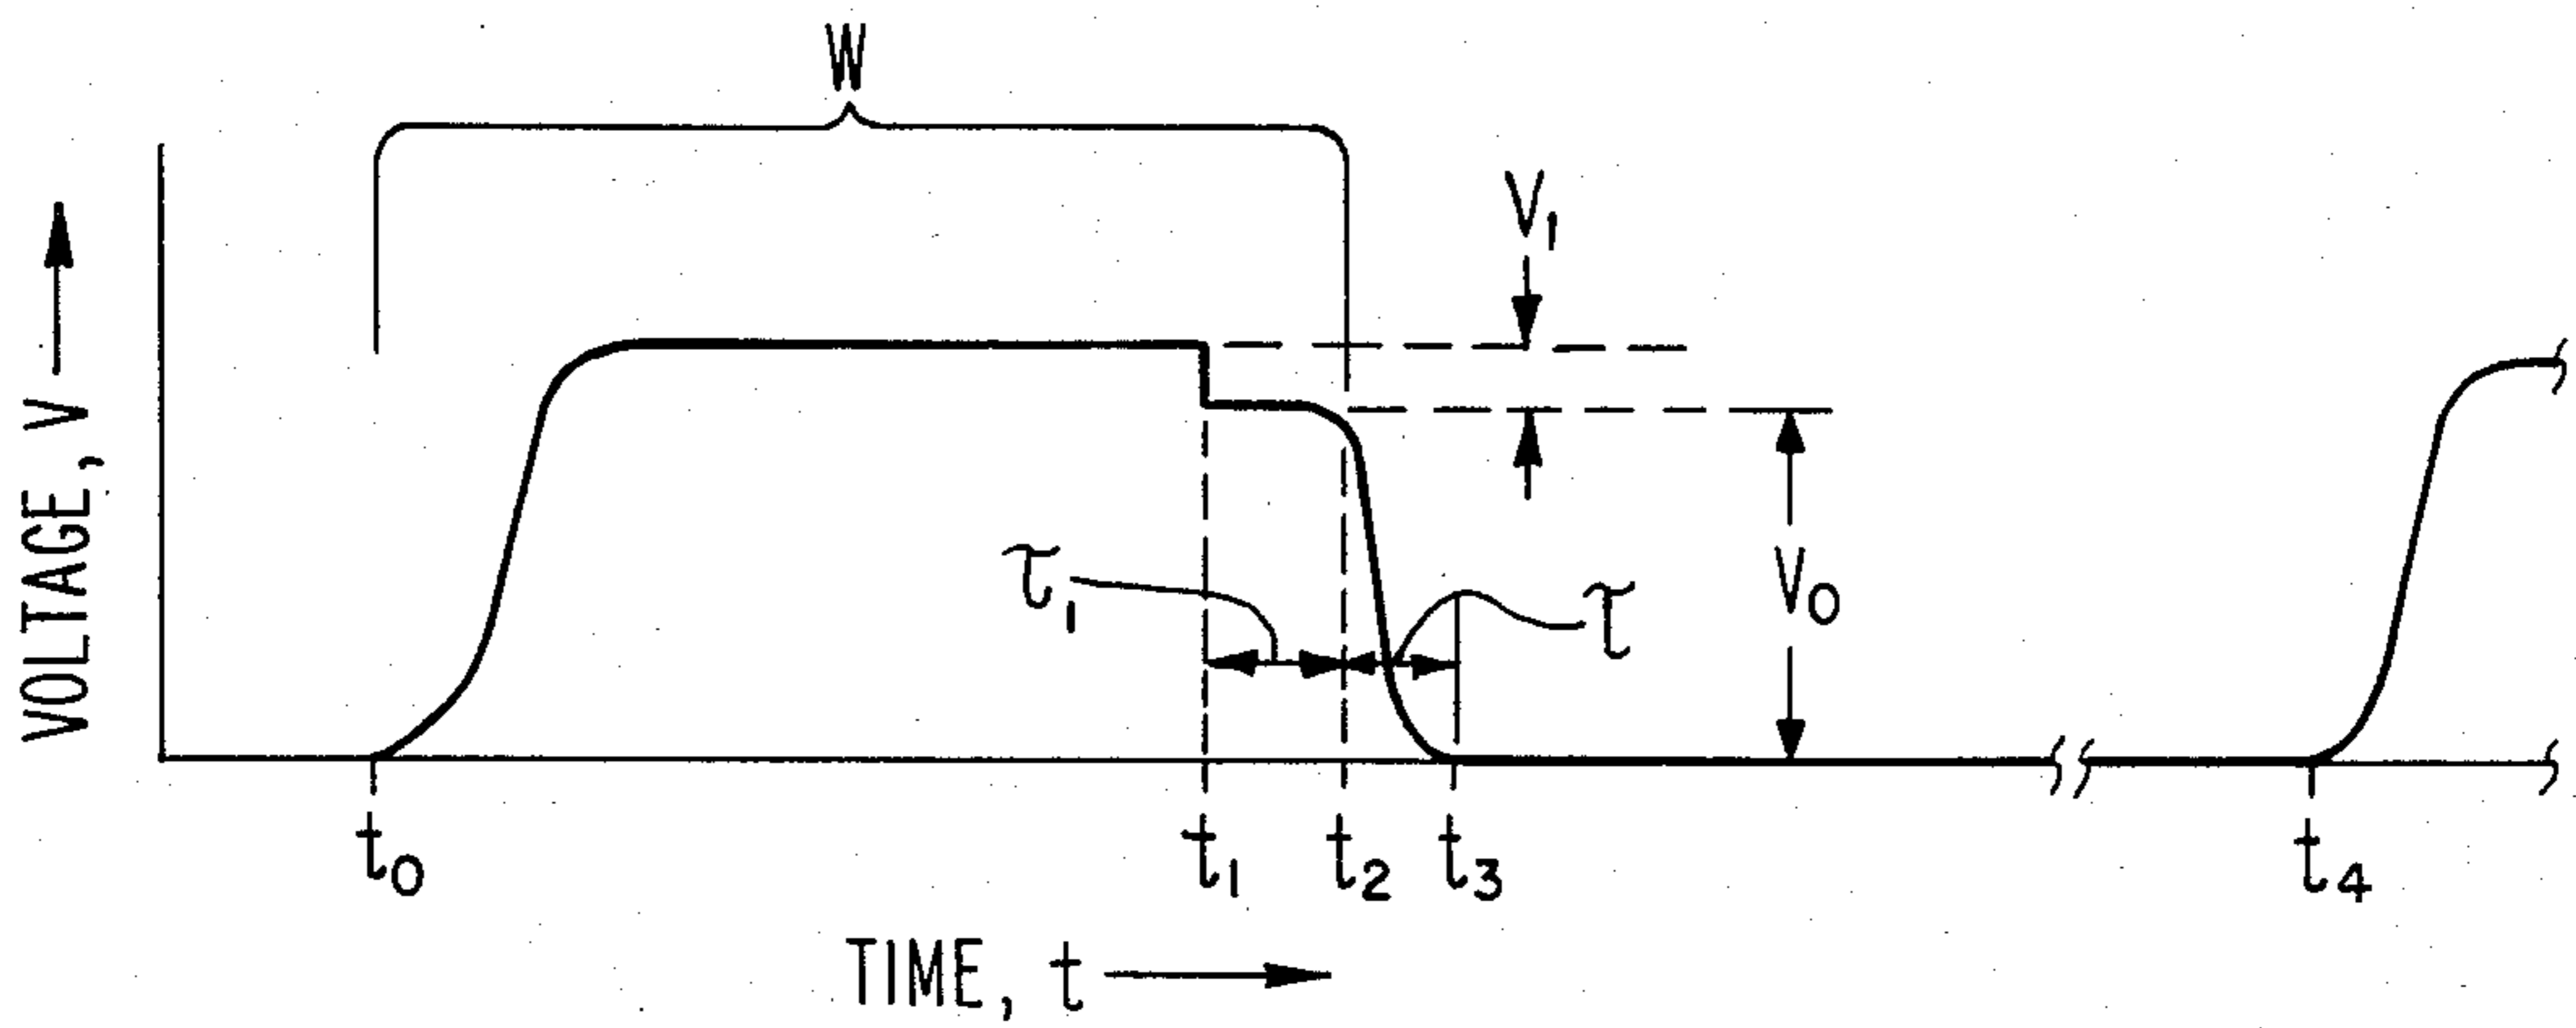 W
V₁
VOLTAGE, V
τ₁
τ
V₀
t₀
t₁
t₂
t₃
t₄
TIME, t